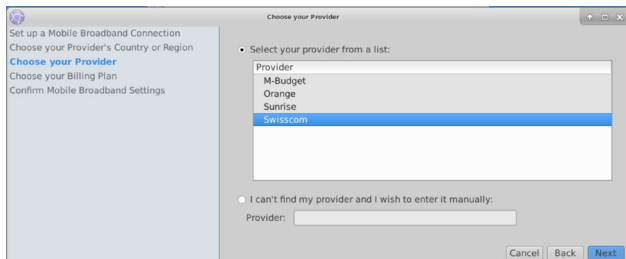 Choose your Provider
Set up a Mobile Broadband Connection
Choose your Provider's Country or Region
Choose your Provider
Choose your Billing Plan
Confirm Mobile Broadband Settings
Select your provider from a list:
Provider
M-Budget
Orange
Sunrise
Swisscom
I can't find my provider and I wish to enter it manually:
Provider:
Cancel Back Next